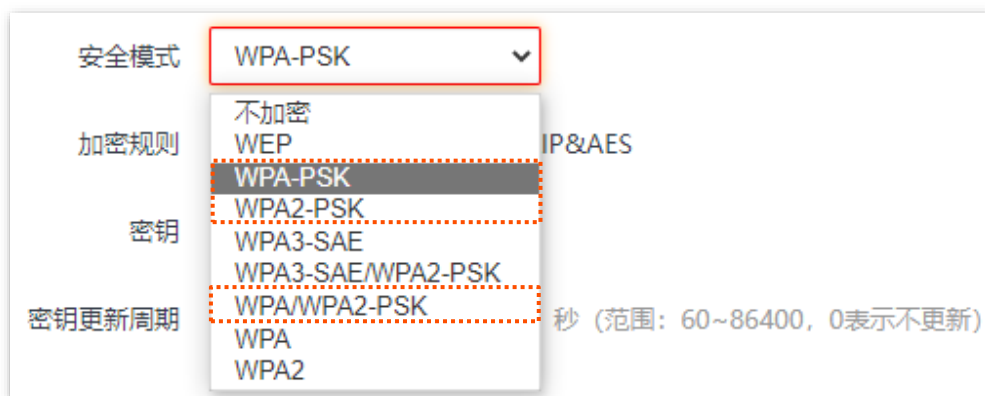 安全模式 WPA-PSK
不加密
加密规则 WEP IP&AES
WPA-PSK
WPA2-PSK
密钥 WPA3-SAE
WPA3-SAE/WPA2-PSK
密钥更新周期 WPA/WPA2-PSK 秒 (范围：60~86400，0表示不更新)
WPA
WPA2